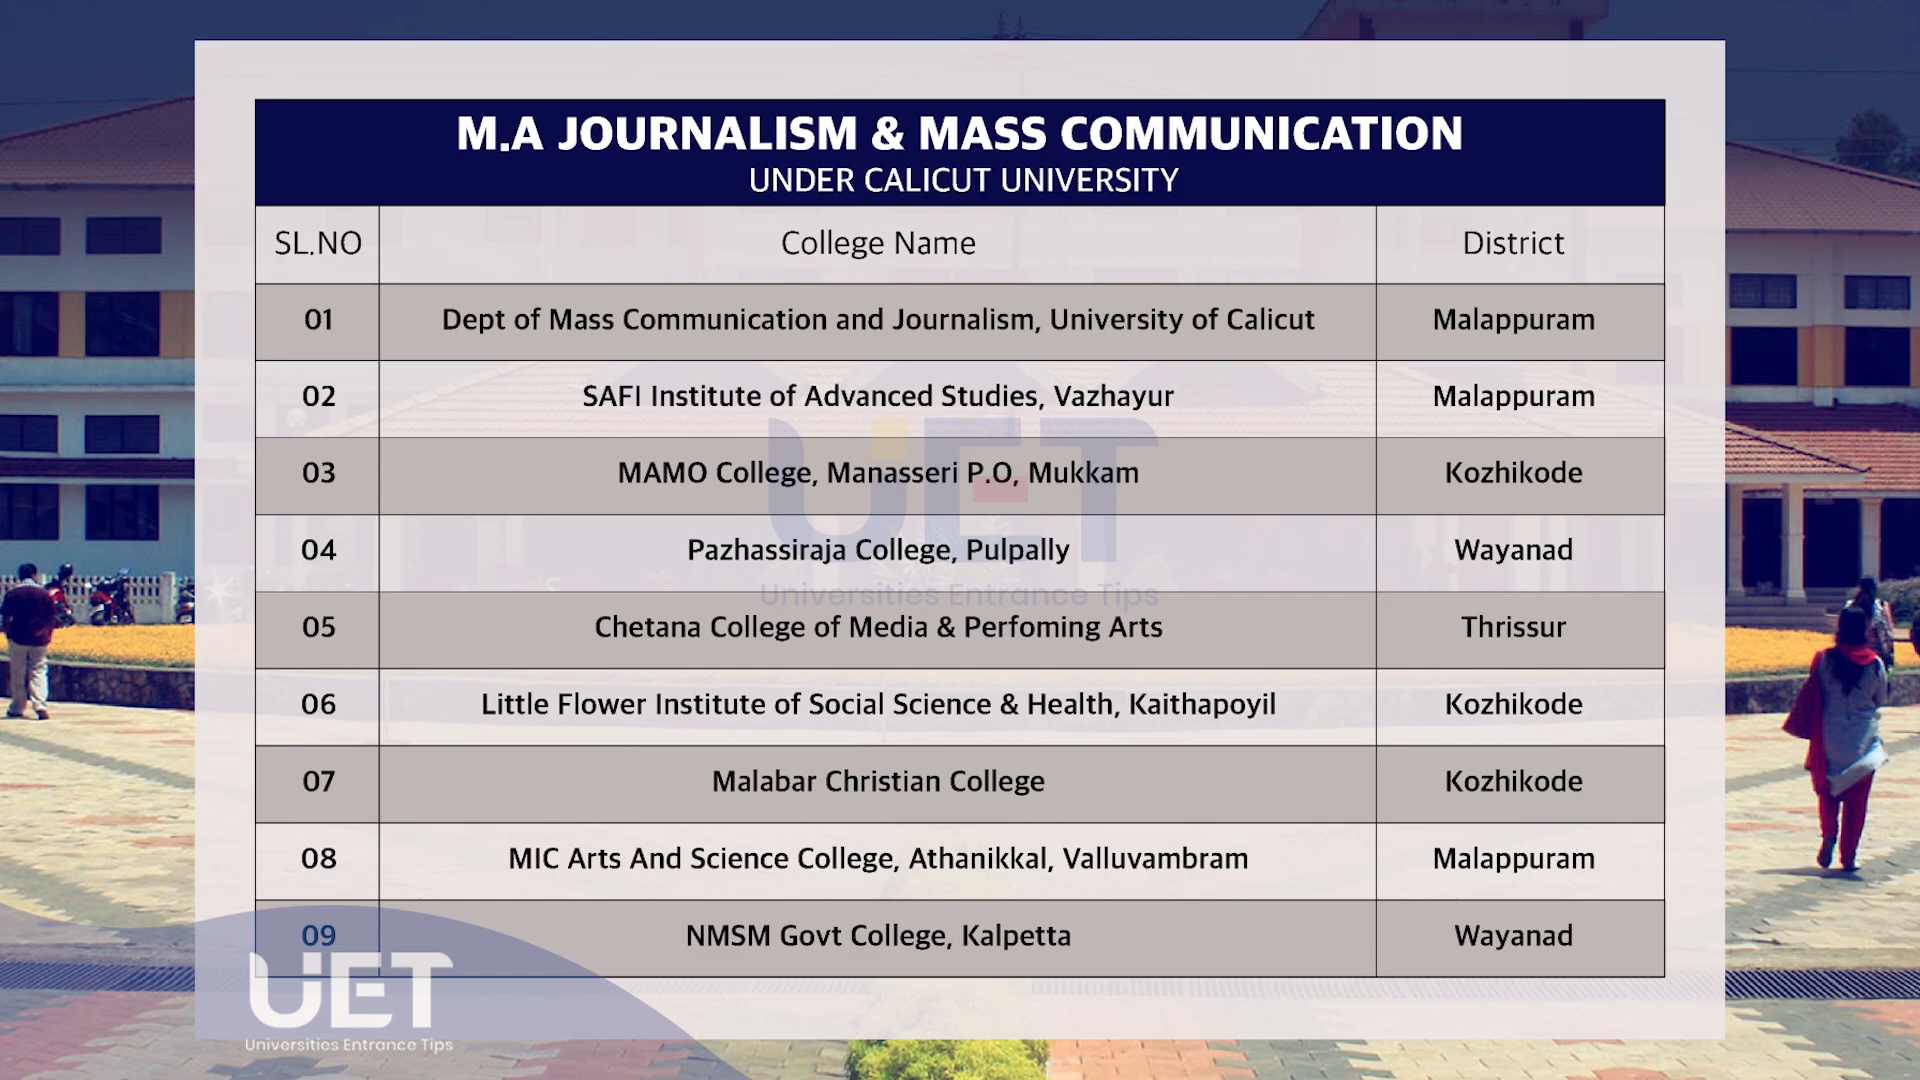 M.A JOURNALISM & MASS COMMUNICATION
UNDER CALICUT UNIVERSITY
SL.NO College Name District
01 Dept of Mass Communication and Journalism, University of Calicut Malappuram
02 SAFI Institute of Advanced Studies, Vazhayur Malappuram
03 MAMO College, Manasseri P.O, Mukkam Kozhikode
04 Pazhassiraja College, Pulpally Wayanad
05 Chetana College of Media & Perfoming Arts Thrissur
06 Little Flower Institute of Social Science & Health, Kaithapoyil Kozhikode
07 Malabar Christian College Kozhikode
08 MIC Arts And Science College, Athanikkal, Valluvambram Malappuram
09 NMSM Govt College, Kalpetta Wayanad
UET
Universities Entrance Tips
UET
Universities Entrance Tips